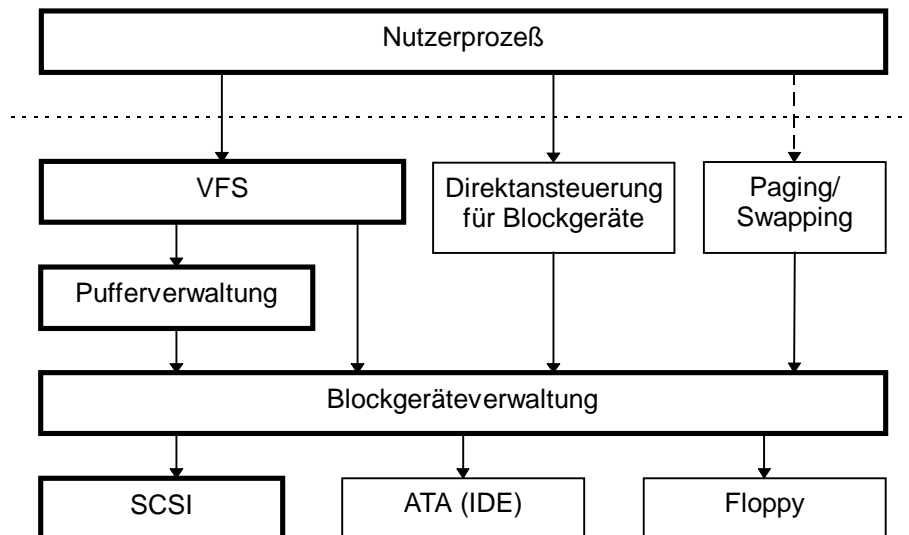 Nutzerprozeß
VFS
Direktansteuerung
für Blockgeräte
Paging/
Swapping
Pufferverwaltung
Blockgeräteverwaltung
SCSI
ATA (IDE)
Floppy